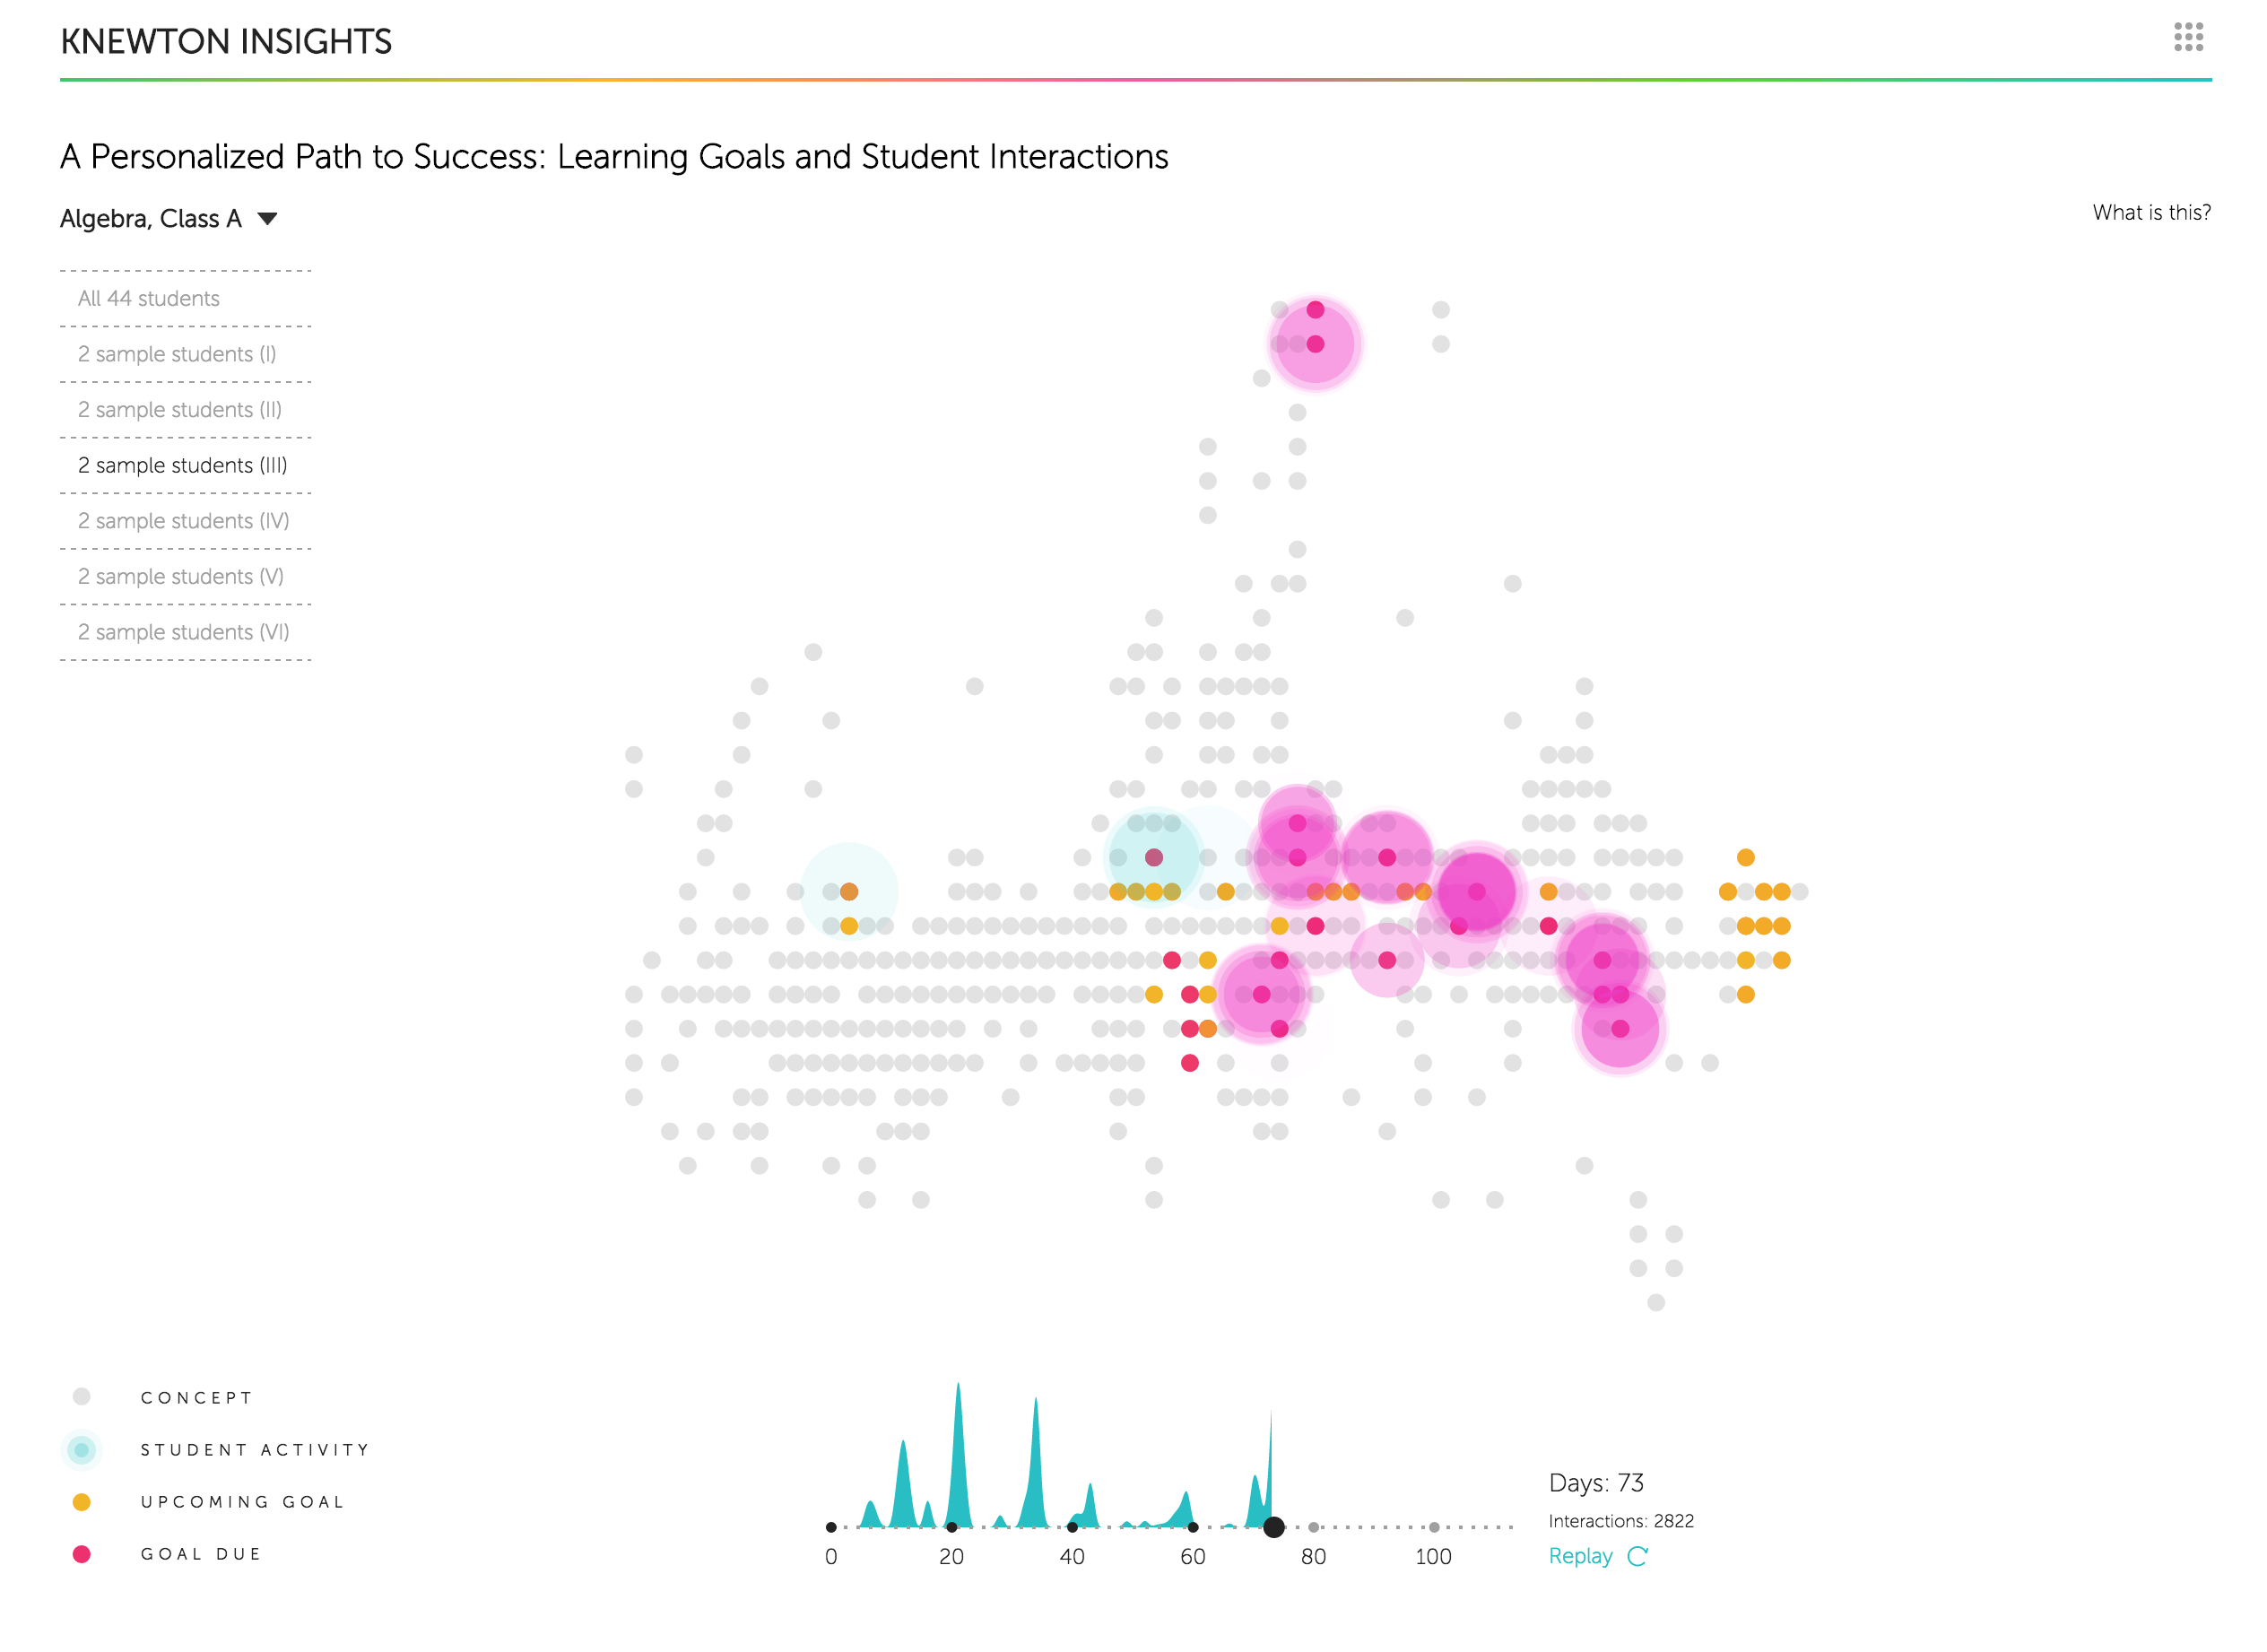 KNEWTON INSIGHTS
A Personalized Path to Success: Learning Goals and Student Interactions
Algebra, Class A
What is this?
All 44 students
2 sample students (I)
2 sample students (II)
2 sample students (III)
2 sample students (IV)
2 sample students (V)
2 sample students (VI)
CONCEPT
STUDENT ACTIVITY
UPCOMING GOAL
GOAL DUE
0 20 40 60 80 100
Days: 73
Interactions: 2822
Replay